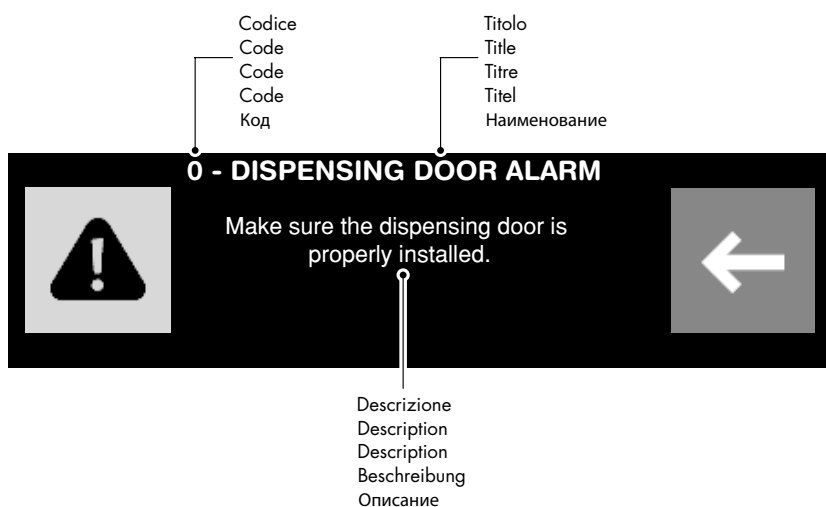 Codice
Code
Code
Code
Код
Titolo
Title
Titre
Titel
Наименование
0 - DISPENSING DOOR ALARM
Make sure the dispensing door is
properly installed.
Descrizione
Description
Description
Beschreibung
Описание